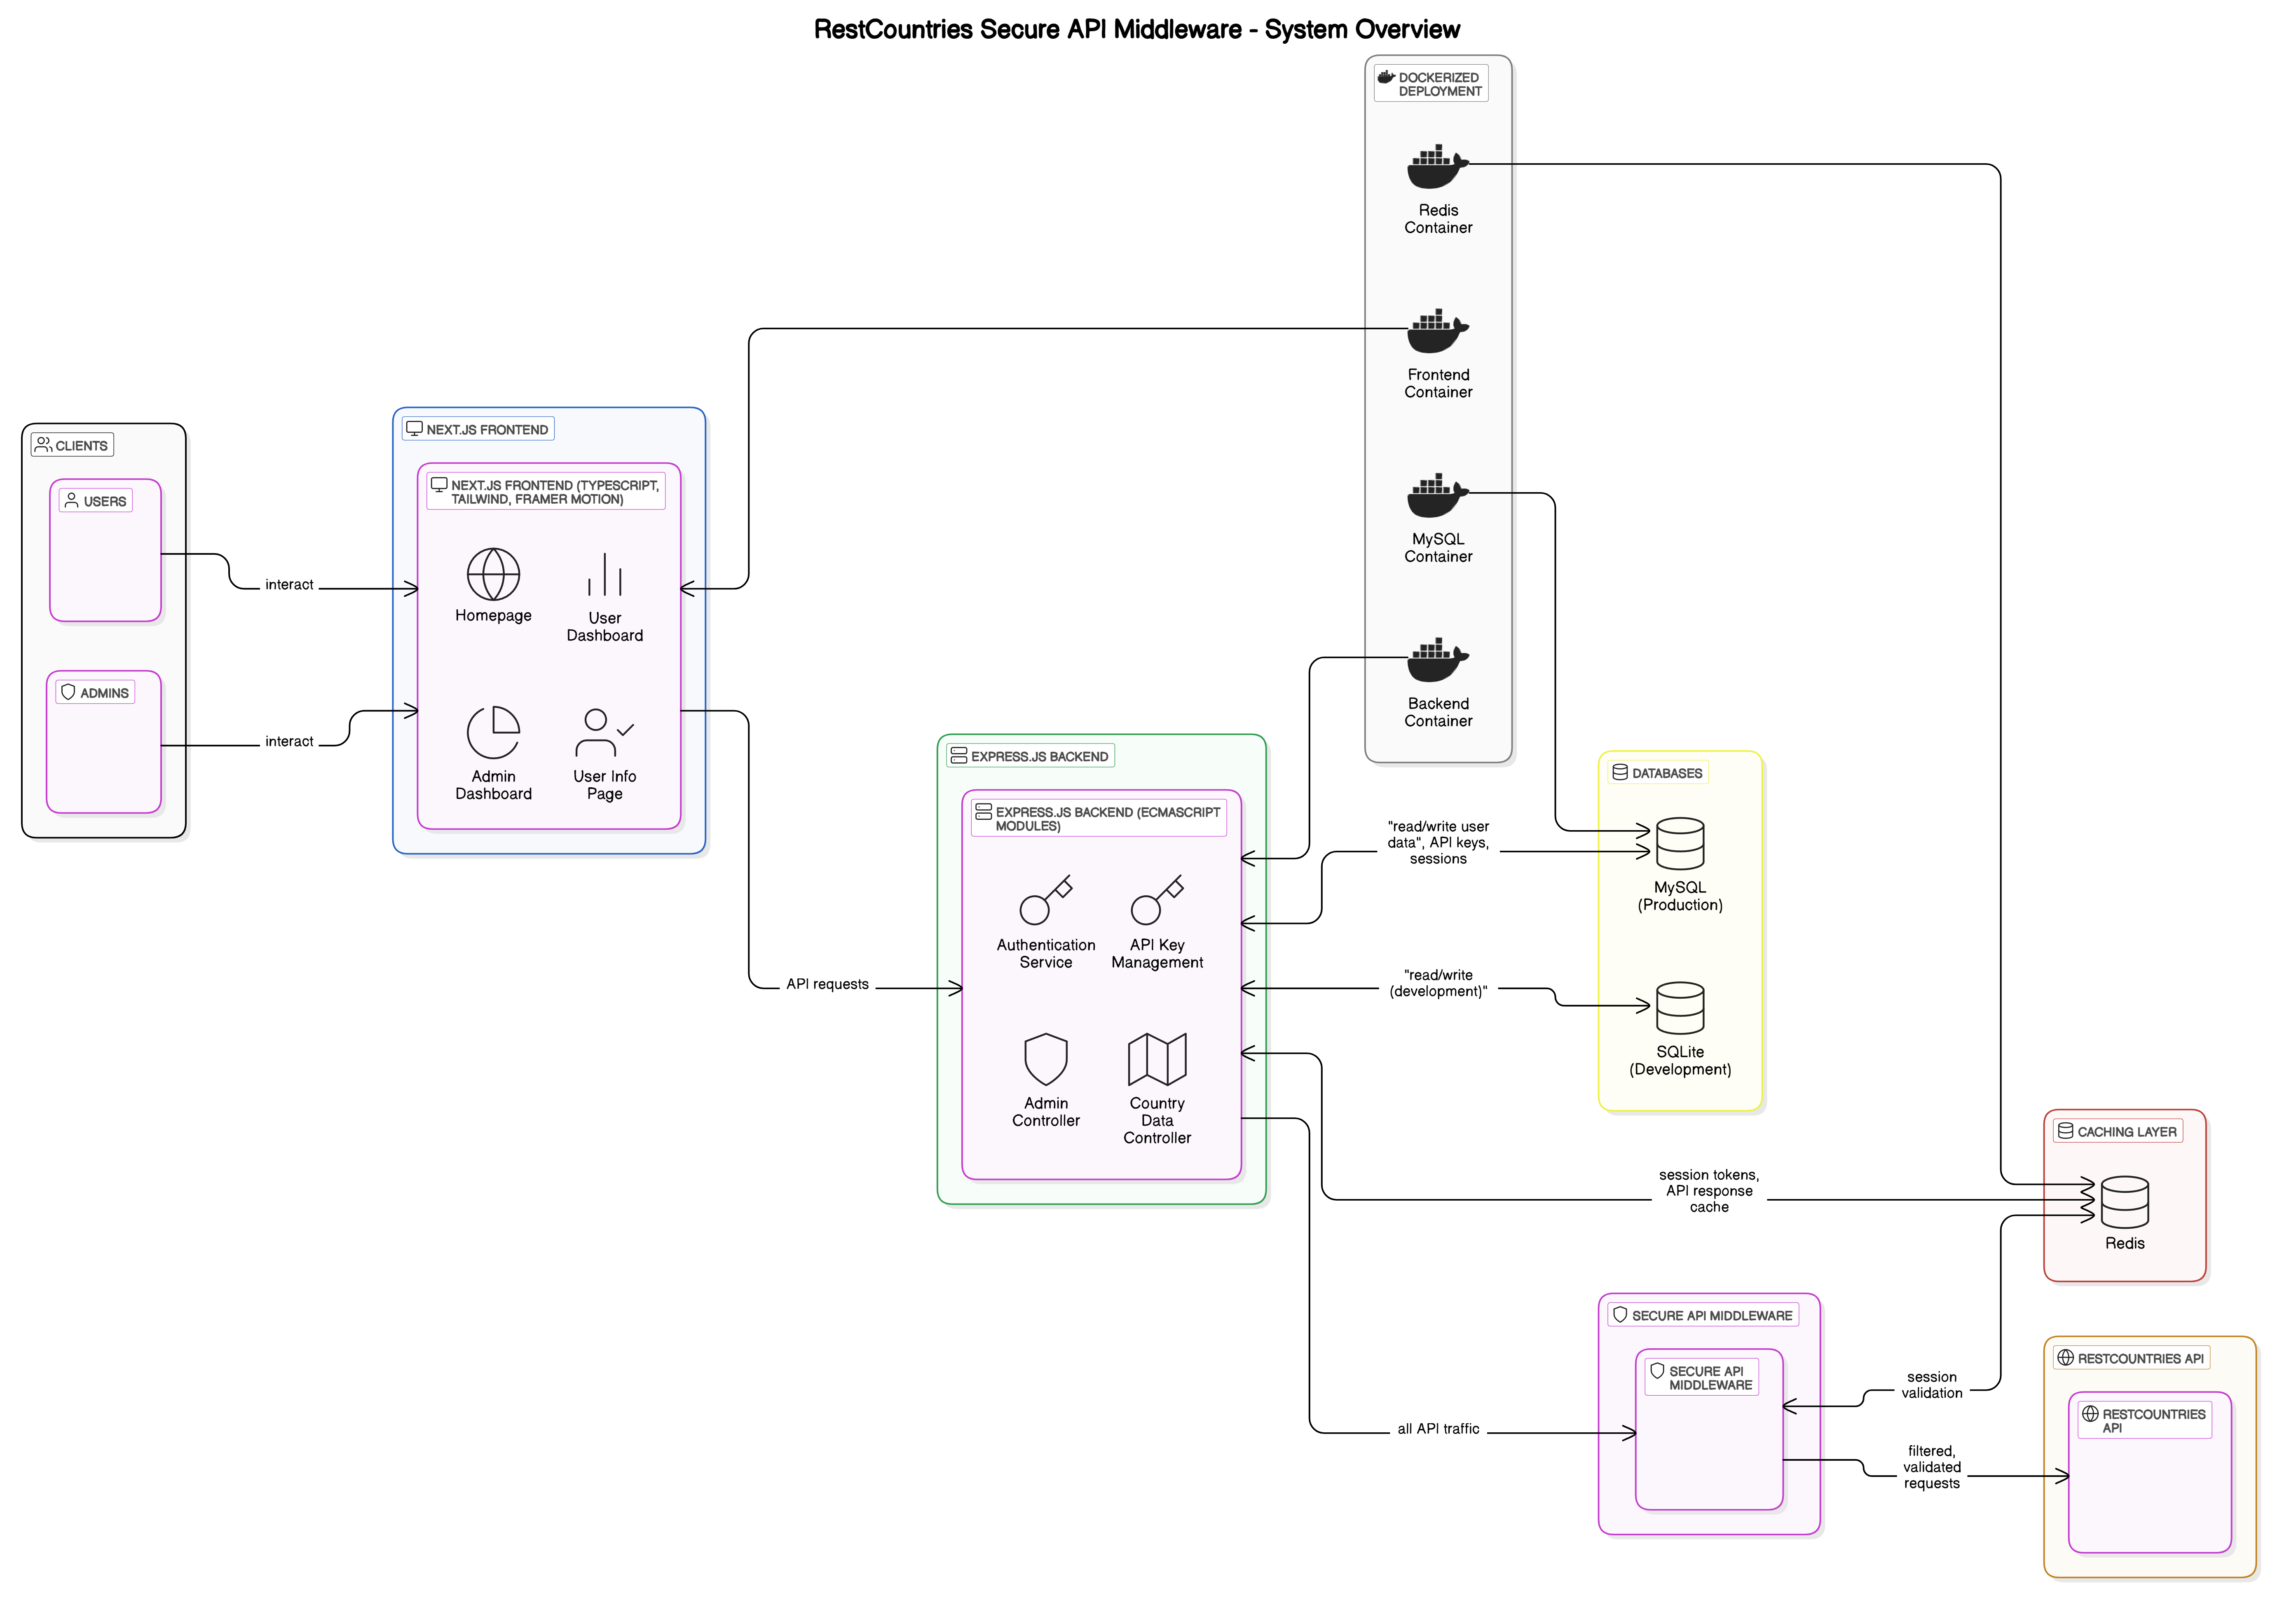 RestCountries Secure API Middleware - System Overview
DOCKERIZED
DEPLOYMENT
Redis
Container
Frontend
Container
MySQL
Container
Backend
Container
CLIENTS
USERS
ADMINS
interact
interact
NEXT.JS FRONTEND
NEXT.JS FRONTEND (TYPESCRIPT,
TAILWIND, FRAMER MOTION)
Homepage
User
Dashboard
Admin
Dashboard
User Info
Page
API requests
EXPRESS.JS BACKEND
EXPRESS.JS BACKEND (ECMASCRIPT
MODULES)
Authentication
Service
API Key
Management
Admin
Controller
Country
Data
Controller
"read/write user
data", API keys,
sessions
"read/write
(development)"
DATABASES
MySQL
(Production)
SQLite
(Development)
session tokens,
API response
cache
CACHING LAYER
Redis
all API traffic
SECURE API MIDDLEWARE
SECURE API
MIDDLEWARE
session
validation
filtered,
validated
requests
RESTCOUNTRIES API
RESTCOUNTRIES
API